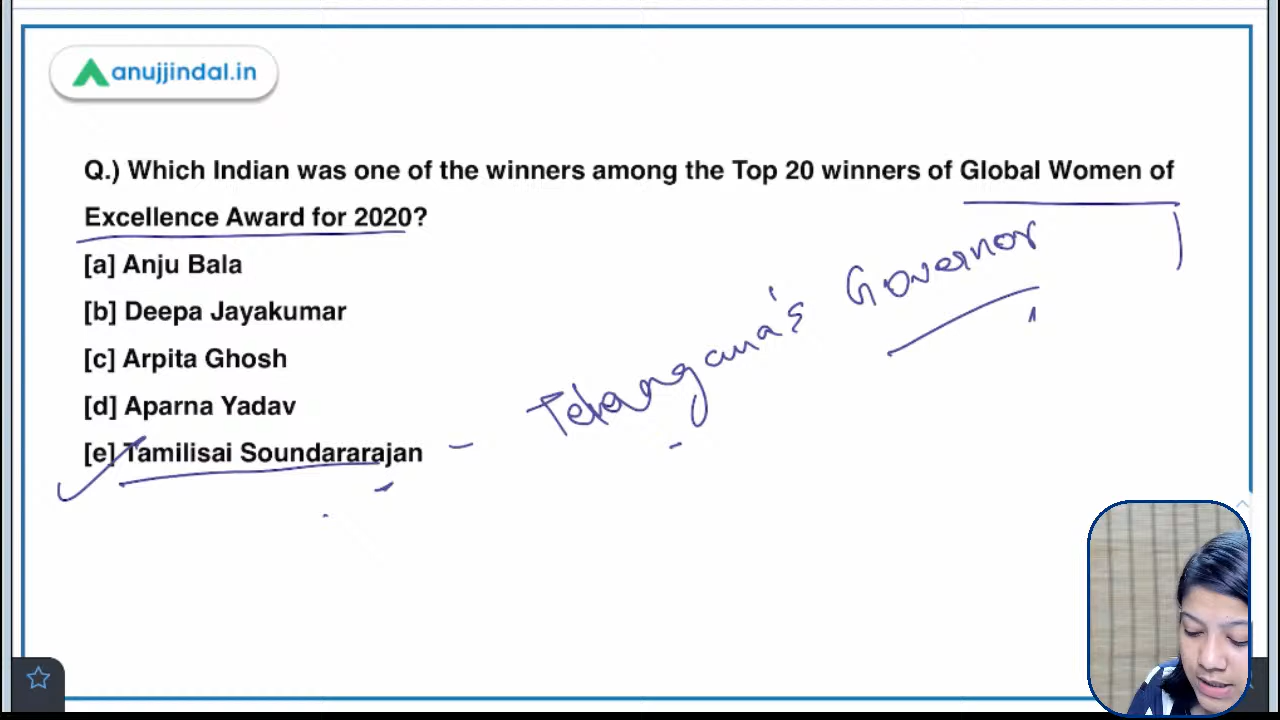 anujjindal.in
Q.) Which Indian was one of the winners among the Top 20 winners of Global Women of
Excellence Award for 2020?
[a] Anju Bala
[b] Deepa Jayakumar
[c] Arpita Ghosh
[d] Aparna Yadav
[e] Tamilisai Soundararajan - Telangana's Governor